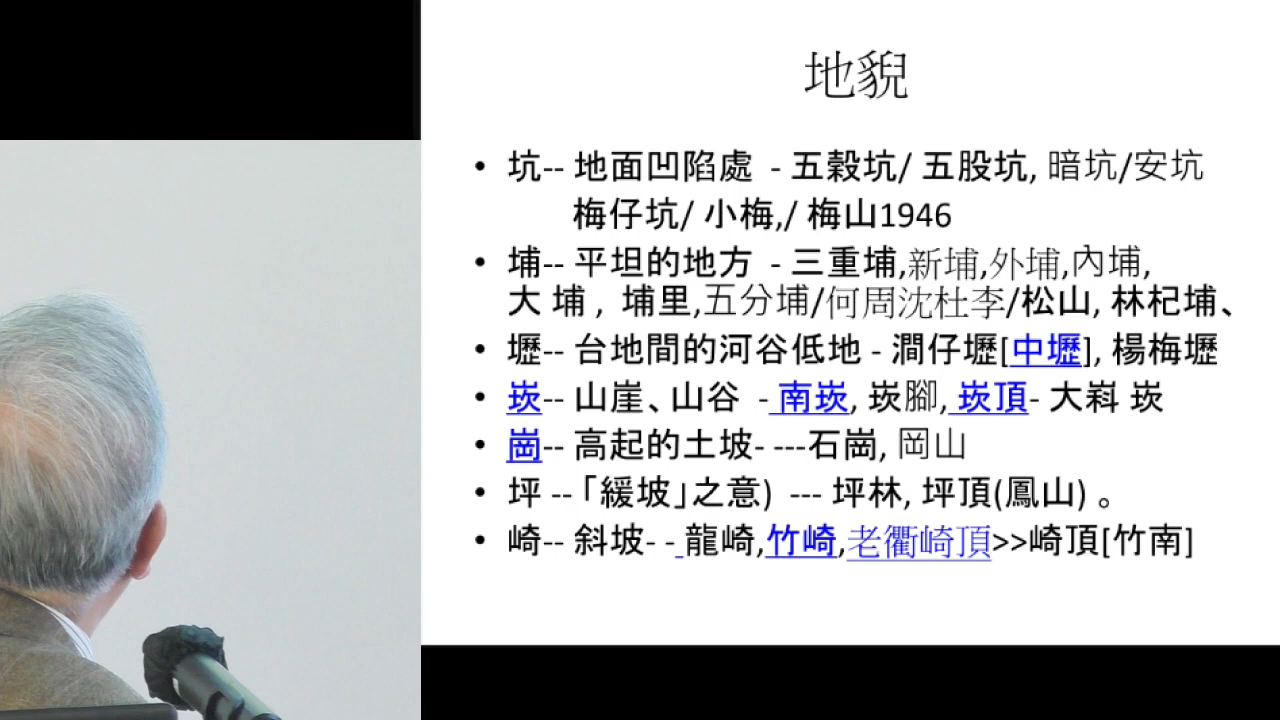 地貌
• 坑-- 地面凹陷處 - 五穀坑/ 五股坑, 暗坑/安坑
梅仔坑/ 小梅,/ 梅山1946
• 埔-- 平坦的地方 - 三重埔,新埔,外埔,內埔,
大 埔 , 埔里,五分埔/何周沈杜李/松山, 林杞埔、
• 壢-- 台地間的河谷低地 - 澗仔壢[中壢], 楊梅壢
• 崁-- 山崖、山谷 - 南崁, 崁腳, 崁頂- 大嵙 崁
• 崗-- 高起的土坡- ---石崗, 岡山
• 坪 --「緩坡」之意) --- 坪林, 坪頂(鳳山) 。
• 崎-- 斜坡- - 龍崎,竹崎,老衢崎頂>>崎頂[竹南]